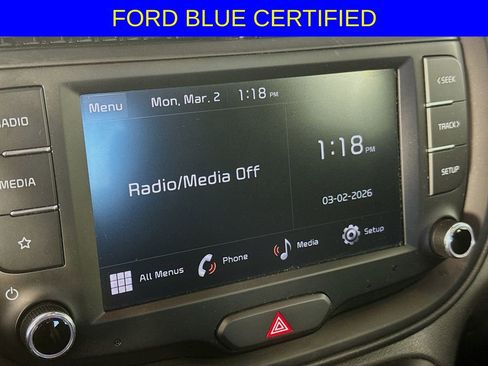 FORD BLUE CERTIFIED
Menu Mon, Mar. 2 1:18 PM
<SEEK
RADIO
TRACK>
1:18 PM
MEDIA
Radio/Media Off
SETUP
03-02-2026
All Menus Phone Media Setup